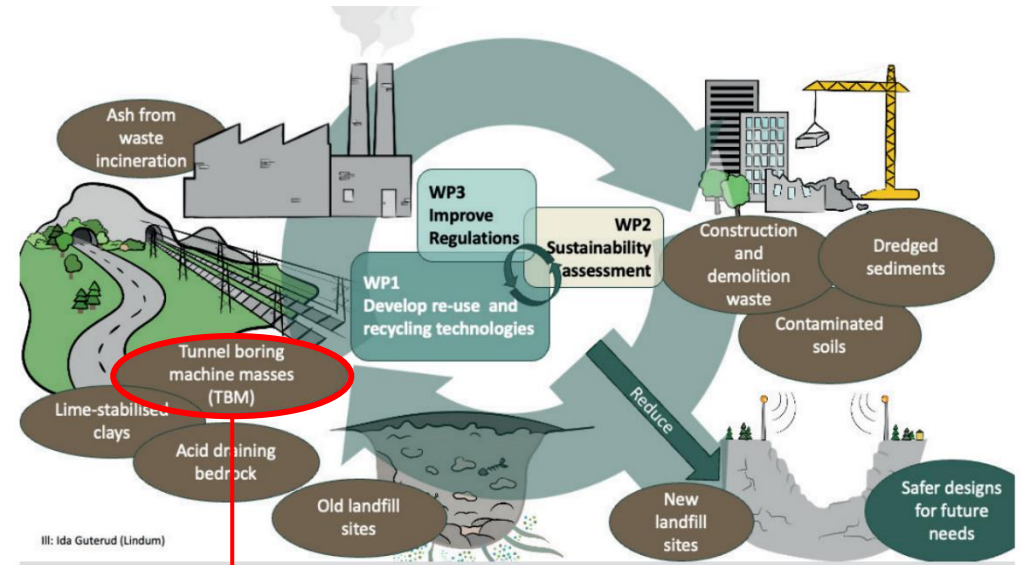 Ash from
waste
incineration
WP3
Improve
Regulations
WP2
Sustainability
assessment
WP1
Develop re-use and
recycling technologies
Construction
and
demolition
waste
Dredged
sediments
Contaminated
soils
Tunnel boring
machine masses
(TBM)
Lime-stabilised
clays
Acid draining
bedrock
Old landfill
sites
Reduce
New
landfill
sites
Safer designs
for future
needs
Ill: Ida Guterud (Lindum)